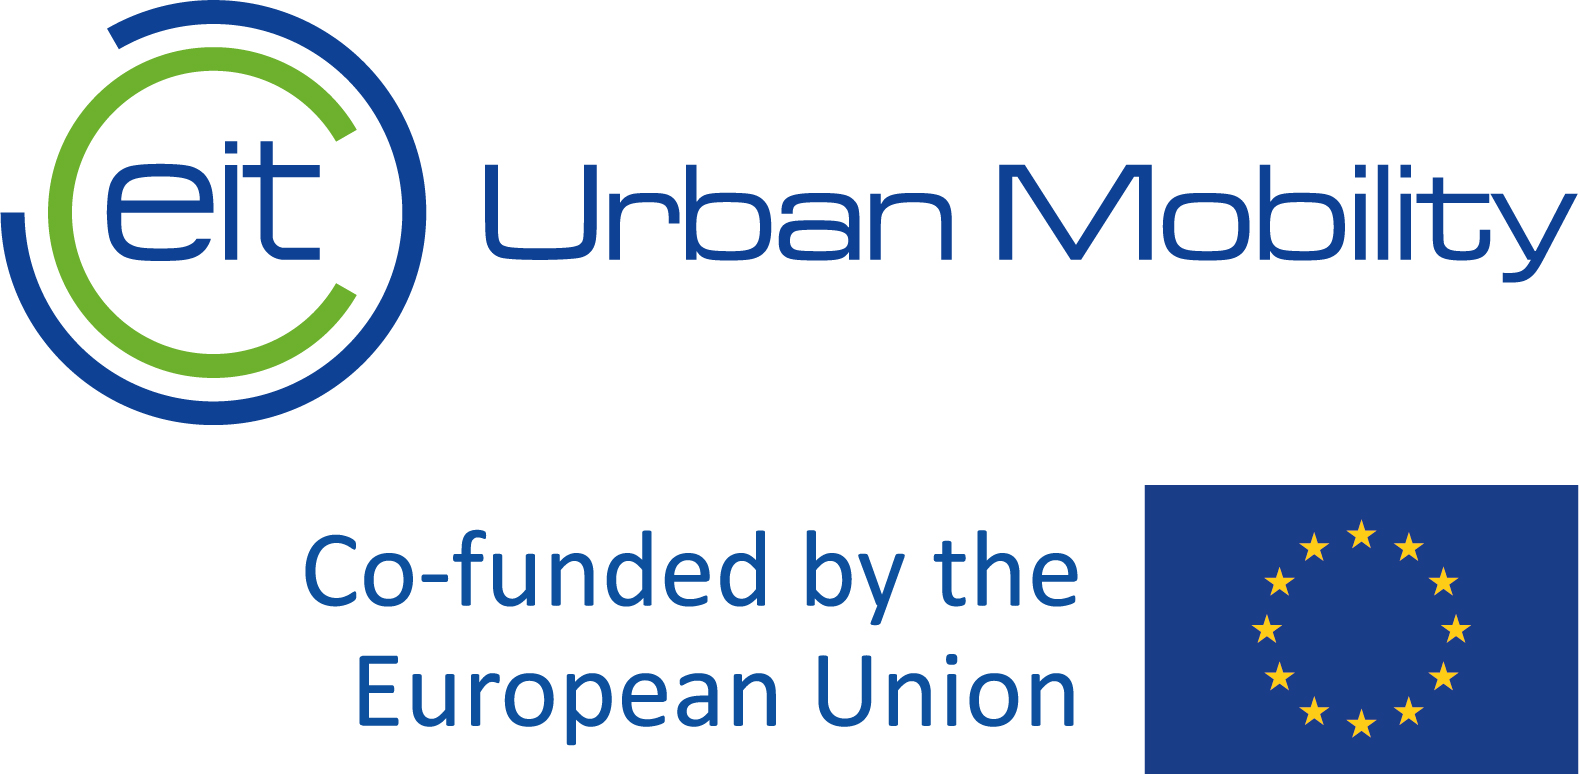 eit Urban Mobility
Co-funded by the
European Union